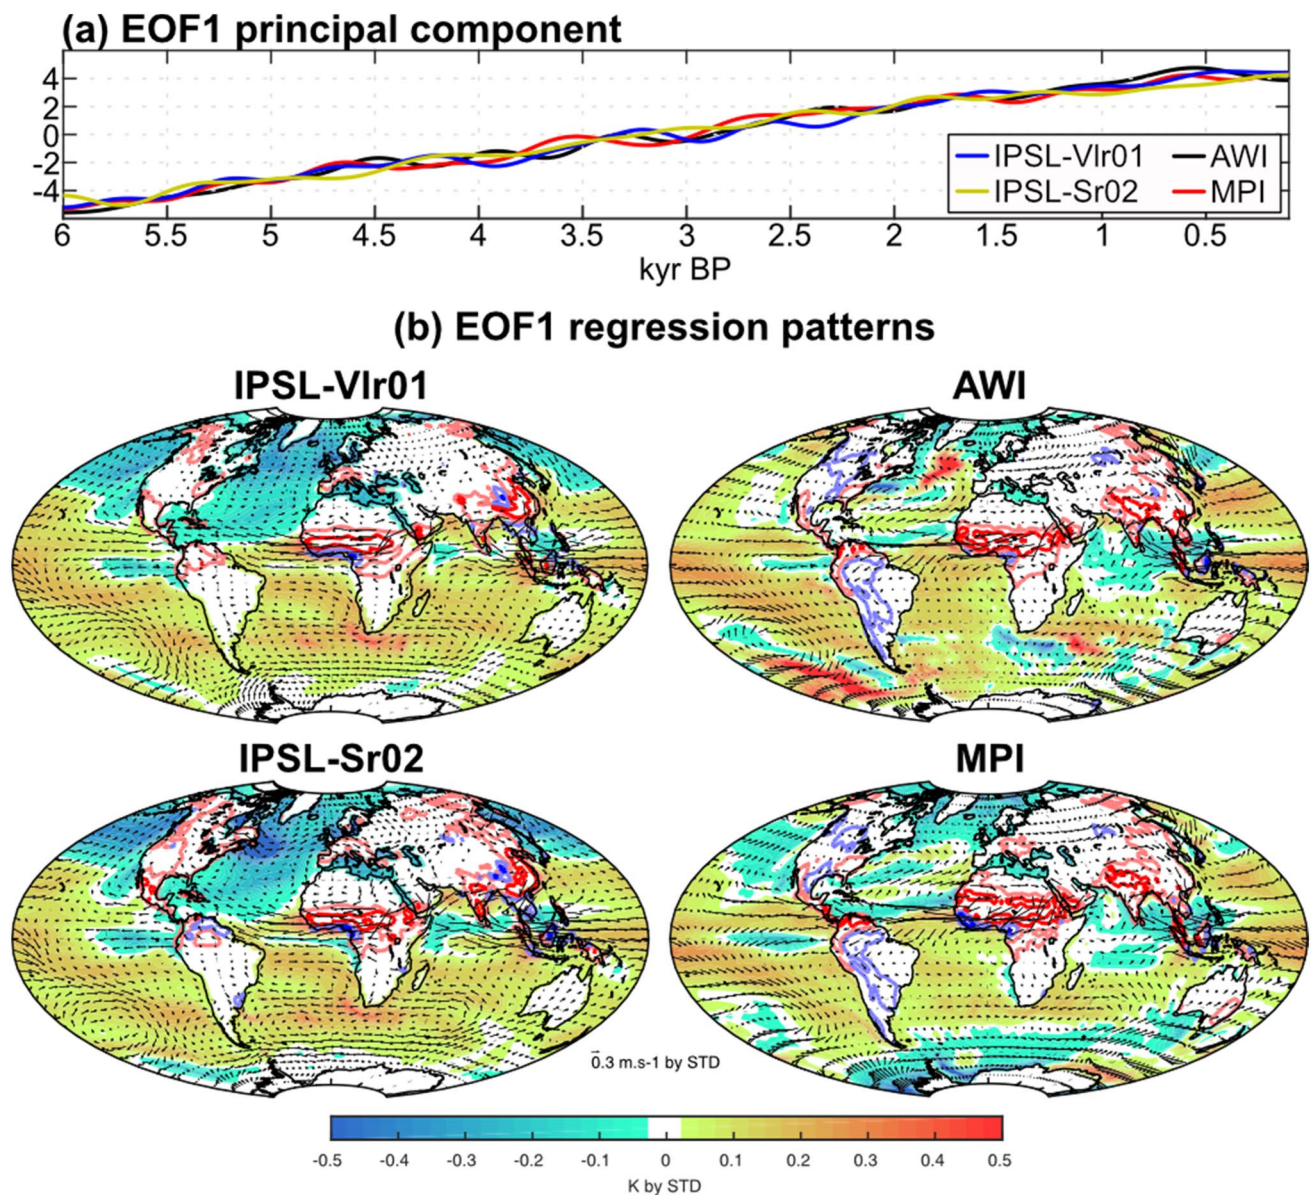 (a) EOF1 principal component
4
2
0
-2
-4
IPSL-Vlr01 AWI
IPSL-Sr02 MPI
6 5.5 5 4.5 4 3.5 3 2.5 2 1.5 1 0.5
kyr BP
(b) EOF1 regression patterns
IPSL-Vlr01 AWI
IPSL-Sr02 MPI
0.3 m.s-1 by STD
-0.5 -0.4 -0.3 -0.2 -0.1 0 0.1 0.2 0.3 0.4 0.5
K by STD